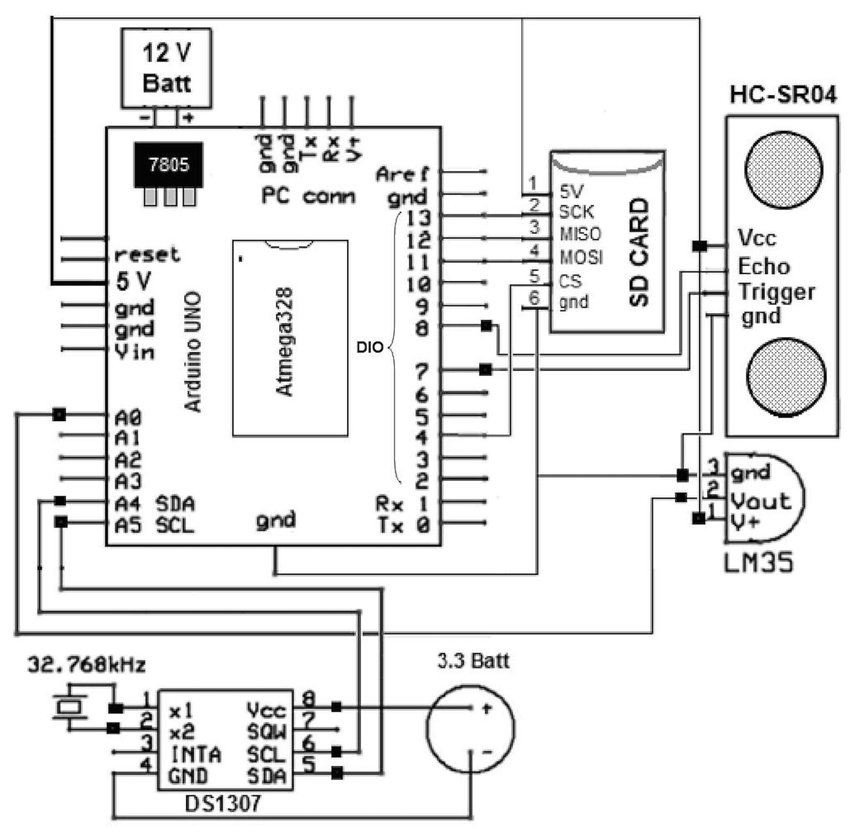 12 V
Batt
- +
7805
gnd
gnd
Tx
Rx
V+
PC conn
reset
5 V
gnd
gnd
Vin
A0
A1
A2
A3
A4 SDA
A5 SCL
Arduino UNO
Atmega328
DIO
gnd
Aref
gnd
13
12
11
10
9
8
7
6
5
4
3
2
Rx 1
Tx 0
1 5V
2 SCK
3 MISO
4 MOSI
5 CS
6 gnd
SD CARD
HC-SR04
Vcc
Echo
Trigger
gnd
3 gnd
2 Vout
1 V+
LM35
32.768kHz
1 x1
2 x2
3 INTA
4 GND
Vcc 8
SQW 7
SCL 6
SDA 5
DS1307
3.3 Batt
+
-